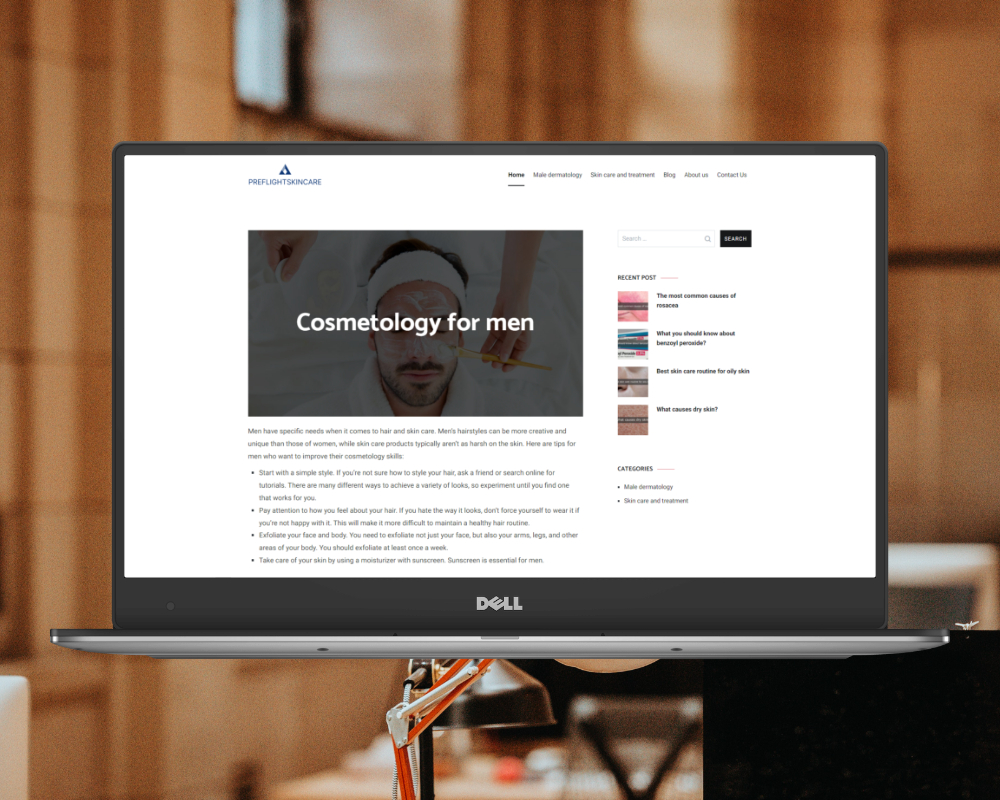 PREFLIGHTSKINCARE
Home Male dermatology Skin care and treatment Blog About us Contact Us
Cosmetology for men
Men have specific needs when it comes to hair and skin care. Men's hairstyles can be more creative and
unique than those of women, while skin care products typically aren't as harsh on the skin. Here are tips for
men who want to improve their cosmetology skills:
• Start with a simple style. If you're not sure how to style your hair, ask a friend or search online for
tutorials. There are many different ways to achieve a variety of looks, so experiment until you find one
that works for you.
• Pay attention to how you feel about your hair. If you hate the way it looks, don't force yourself to wear it if
you're not happy with it. This will make it more difficult to maintain a healthy hair routine.
• Exfoliate your face and body. You need to exfoliate not just your face, but also your arms, legs, and other
areas of your body. You should exfoliate at least once a week.
• Take care of your skin by using a moisturizer with sunscreen. Sunscreen is essential for men.
Search ...
SEARCH
RECENT POST
The most common causes of
rosacea
What you should know about
benzoyl peroxide?
Best skin care routine for oily skin
What causes dry skin?
CATEGORIES
• Male dermatology
• Skin care and treatment
DELL